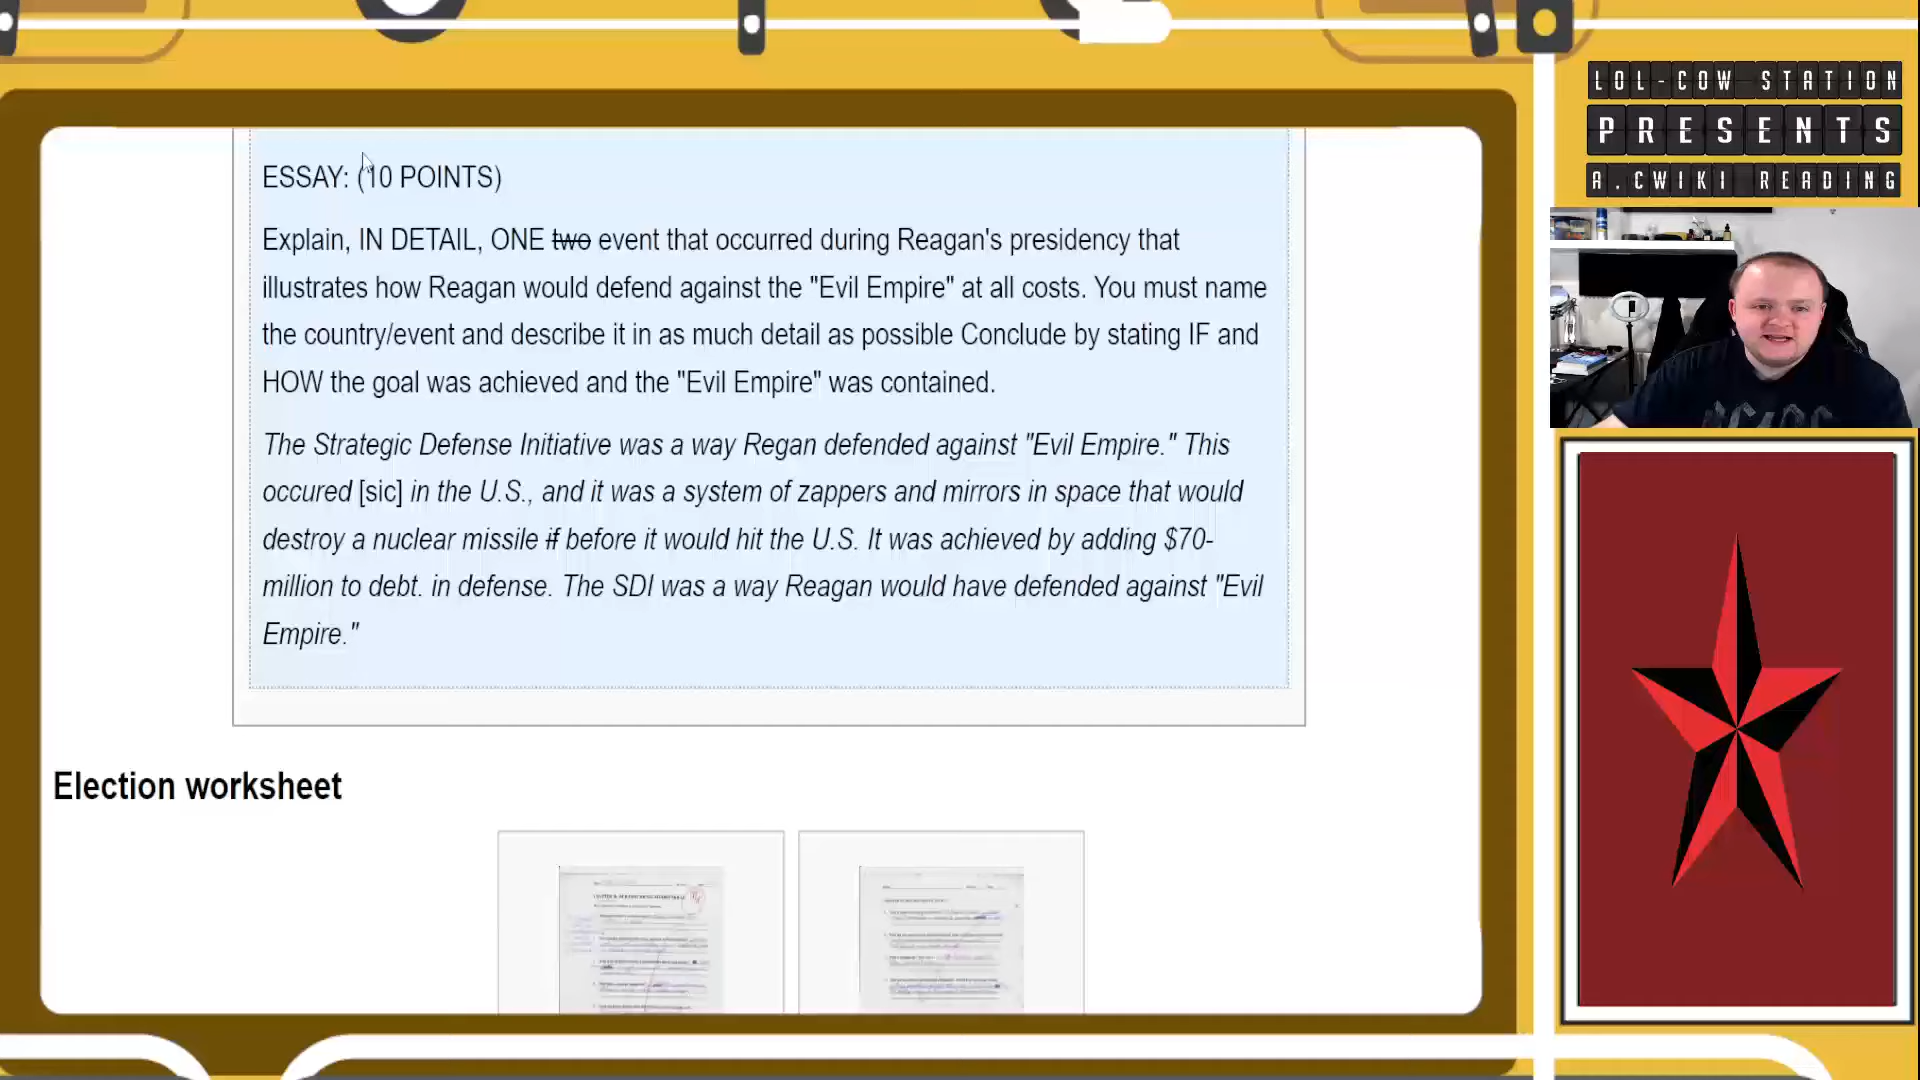 LOL-COW STATION
PRESENTS
A.CWIKI READING
ESSAY: (10 POINTS)
Explain, IN DETAIL, ONE two event that occurred during Reagan's presidency that
illustrates how Reagan would defend against the "Evil Empire" at all costs. You must name
the country/event and describe it in as much detail as possible Conclude by stating IF and
HOW the goal was achieved and the "Evil Empire" was contained.
The Strategic Defense Initiative was a way Regan defended against "Evil Empire." This
occured [sic] in the U.S., and it was a system of zappers and mirrors in space that would
destroy a nuclear missile if before it would hit the U.S. It was achieved by adding $70-
million to debt. in defense. The SDI was a way Reagan would have defended against "Evil
Empire."
Election worksheet